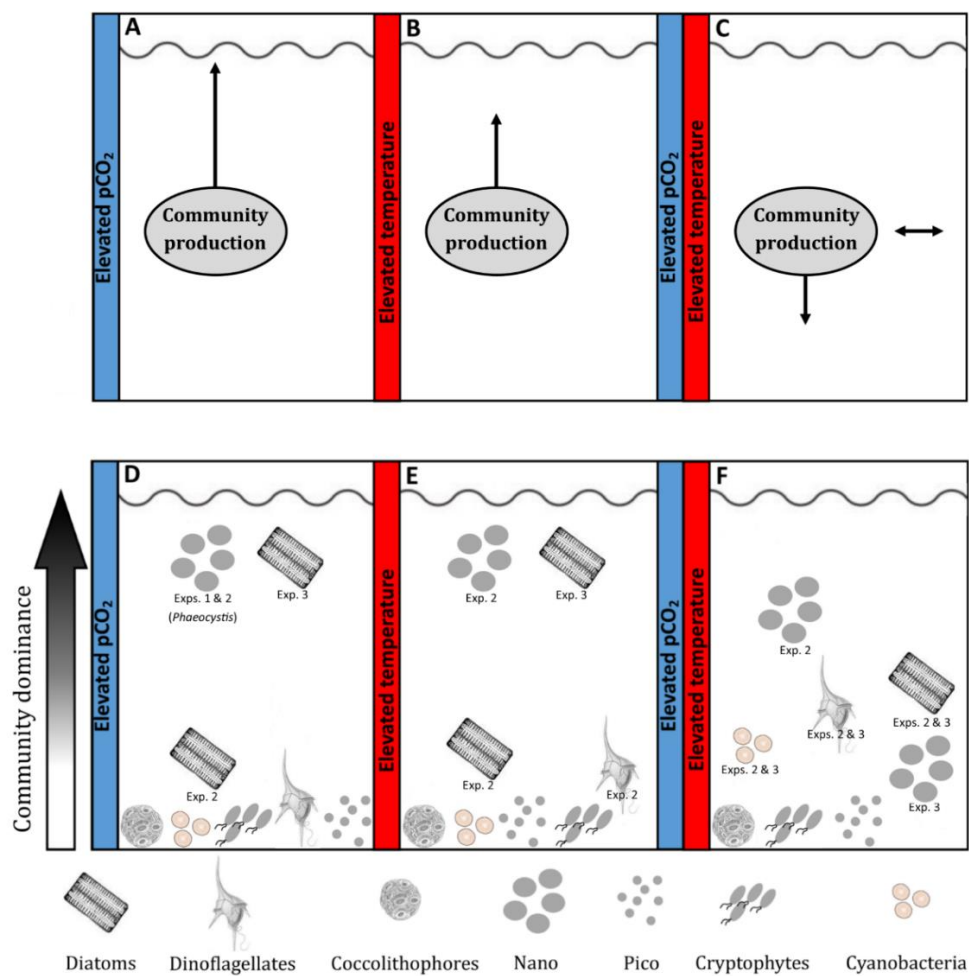 A
B
C
Elevated pCO₂
Elevated temperature
Elevated pCO₂
Elevated temperature
Community
production
Community
production
Community
production
D
E
F
Community dominance
Elevated pCO₂
Elevated temperature
Elevated pCO₂
Elevated temperature
Exps. 1 & 2
(Phaeocystis)
Exp. 3
Exp. 2
Exp. 2
Exp. 3
Exp. 2
Exp. 2
Exp. 2
Exps. 2 & 3
Exps. 2 & 3
Exps. 2 & 3
Exp. 3
Diatoms
Dinoflagellates
Coccolithophores
Nano
Pico
Cryptophytes
Cyanobacteria